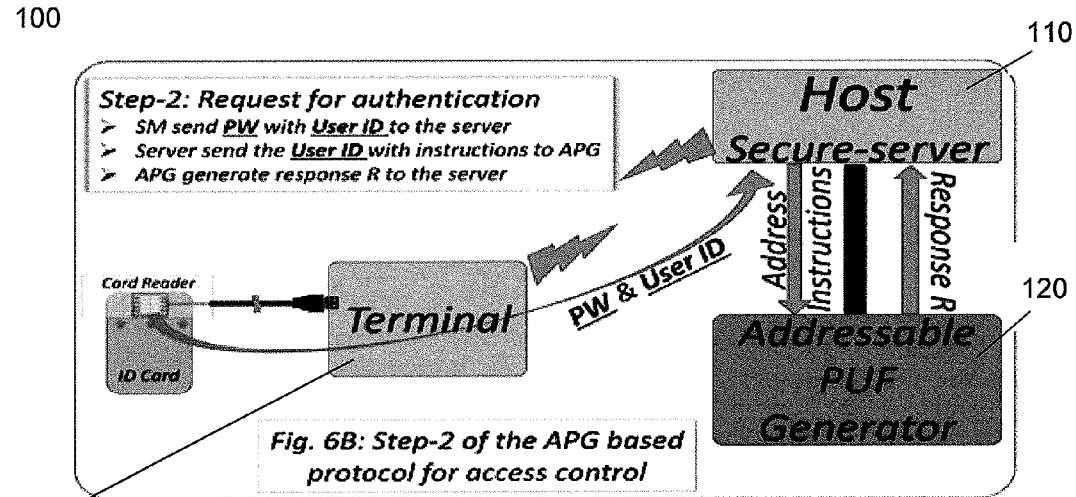 100
110
Step-2: Request for authentication
➢ SM send PW with User ID to the server
➢ Server send the User ID with instructions to APG
➢ APG generate response R to the server
Host
Secure-server
Address
Instructions
Response R
PW & User ID
Card Reader
ID Card
Terminal
120
Addressable
PUF
Generator
Fig. 6B: Step-2 of the APG based
protocol for access control